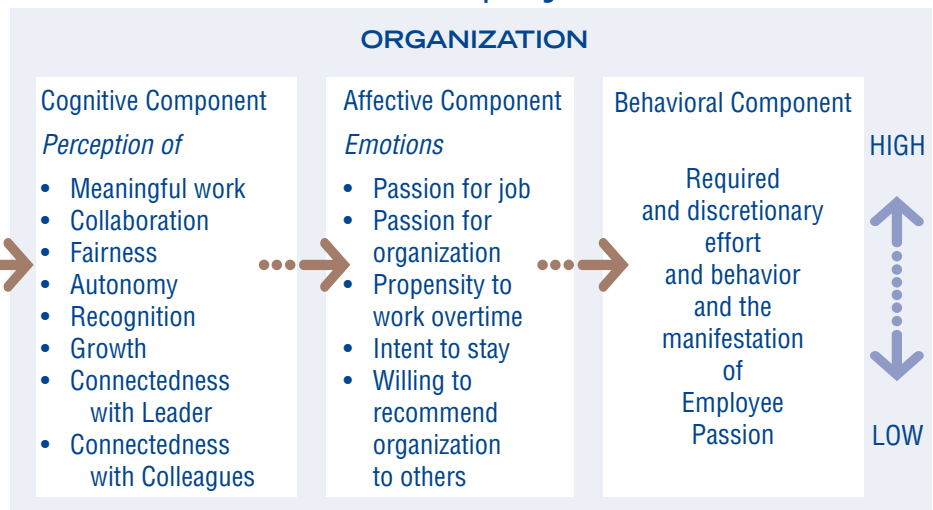 ORGANIZATION
Cognitive Component
Perception of
• Meaningful work
• Collaboration
• Fairness
• Autonomy
• Recognition
• Growth
• Connectedness
with Leader
• Connectedness
with Colleagues
Affective Component
Emotions
• Passion for job
• Passion for
organization
• Propensity to
work overtime
• Intent to stay
• Willing to
recommend
organization
to others
Behavioral Component
Required
and discretionary
effort
and behavior
and the
manifestation
of
Employee
Passion
HIGH
LOW